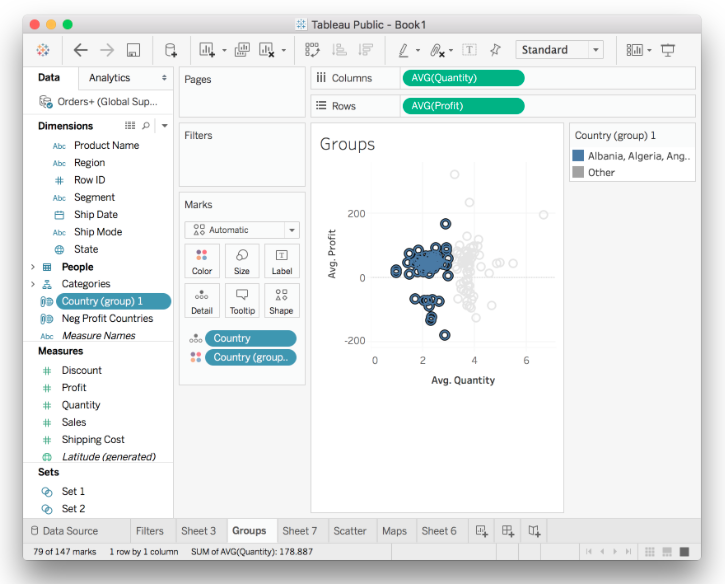 Tableau Public - Book1
Standard
Data
Analytics
Orders+ (Global Sup...
Dimensions
Abc Product Name
Abc Region
# Row ID
Abc Segment
Ship Date
Abc Ship Mode
State
People
Categories
Country (group) 1
Neg Profit Countries
Abc Measure Names
Measures
# Discount
# Profit
# Quantity
# Sales
# Shipping Cost
Latitude (generated)
Sets
Set 1
Set 2
Pages
Filters
Marks
Automatic
Color Size Label
Detail Tooltip Shape
Country
Country (group..
Columns AVG(Quantity)
Rows AVG(Profit)
Groups
Avg. Profit
200
0
-200
0 2 4 6
Avg. Quantity
Country (group) 1
Albania, Algeria, Ang..
Other
Data Source Filters Sheet 3 Groups Sheet 7 Scatter Maps Sheet 6
79 of 147 marks 1 row by 1 column SUM of AVG(Quantity): 178.887